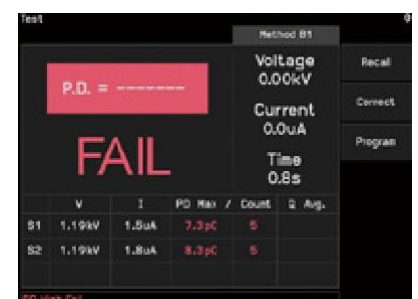 Test
Method B1
P.D. = -------
FAIL
Voltage
0.00kV
Current
0.0uA
Time
0.8s
Recall
Correct
Program
V I PD Max / Count Q Avg.
S1 1.19kV 1.5uA 7.3pC 5
S2 1.19kV 1.8uA 8.3pC 5
PD High Fail